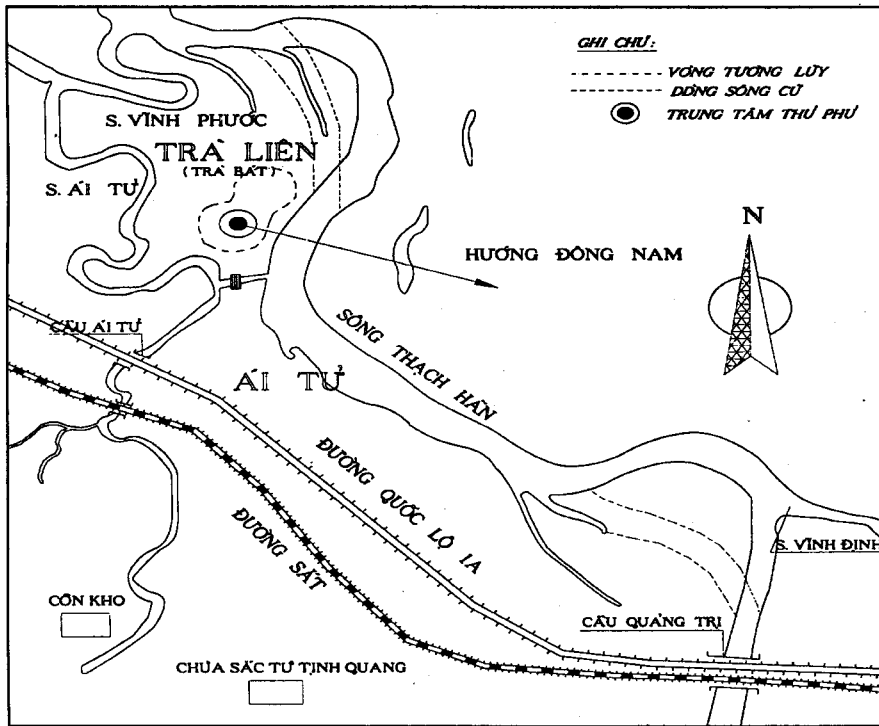 GHI CHÚ:
VÒNG TƯỜNG LŨY
DÒNG SÔNG CŨ
TRUNG TÂM THỦ PHỦ
S. VĨNH PHƯỚC
TRÀ LIÊN
(TRÀ BÁT)
S. ÁI TỬ
N
HƯỚNG ĐÔNG NAM
CẦU ÁI TỬ
SÔNG THẠCH HÃN
ÁI TỬ
ĐƯỜNG QUỐC LỘ 1A
ĐƯỜNG SẮT
S. VĨNH ĐỊNH
CỒN KHO
CẦU QUẢNG TRỊ
CHÙA SẮC TỨ TỊNH QUANG